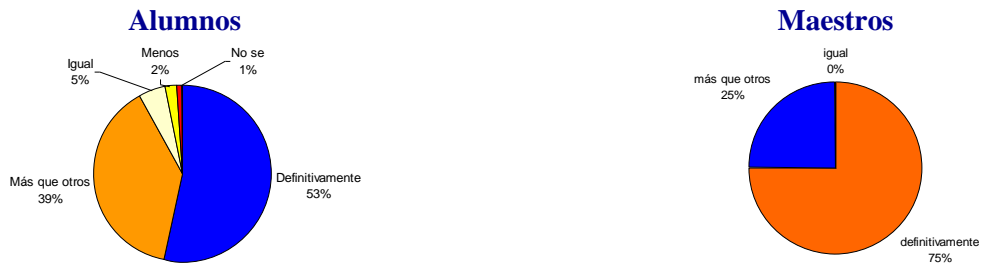 Alumnos
Menos
2%
No se
1%
Igual
5%
Más que otros
39%
Definitivamente
53%
Maestros
igual
0%
más que otros
25%
definitivamente
75%